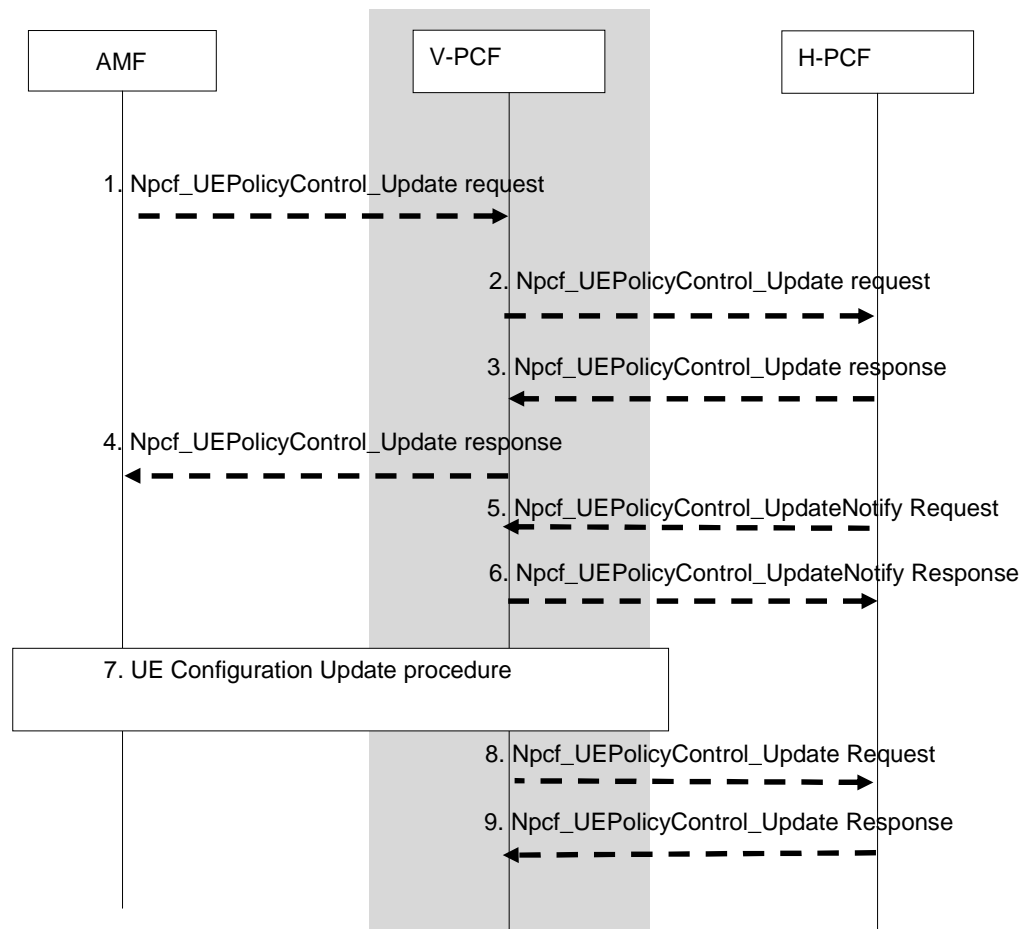 AMF
V-PCF
H-PCF
1. Npcf_UEPolicyControl_Update request
2. Npcf_UEPolicyControl_Update request
3. Npcf_UEPolicyControl_Update response
4. Npcf_UEPolicyControl_Update response
5. Npcf_UEPolicyControl_UpdateNotify Request
6. Npcf_UEPolicyControl_UpdateNotify Response
7. UE Configuration Update procedure
8. Npcf_UEPolicyControl_Update Request
9. Npcf_UEPolicyControl_Update Response